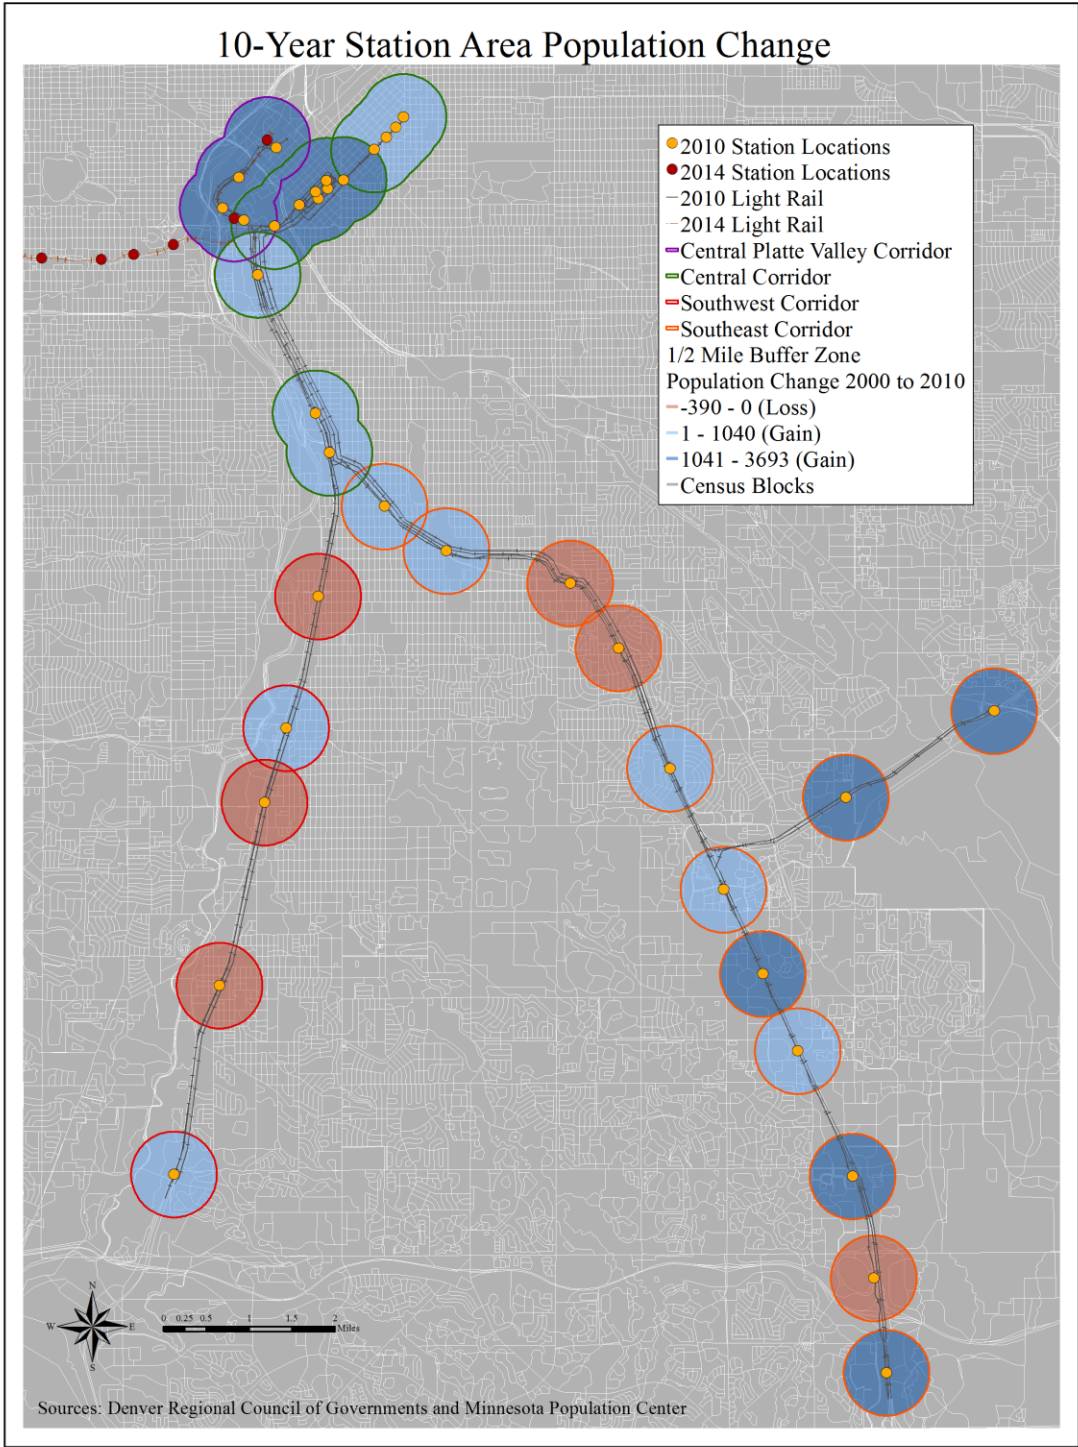 10-Year Station Area Population Change
2010 Station Locations
2014 Station Locations
2010 Light Rail
2014 Light Rail
Central Platte Valley Corridor
Central Corridor
Southwest Corridor
Southeast Corridor
1/2 Mile Buffer Zone
Population Change 2000 to 2010
-390 - 0 (Loss)
1 - 1040 (Gain)
1041 - 3693 (Gain)
Census Blocks
N
W E
S
0 0.25 0.5 1 1.5 2
Miles
Sources: Denver Regional Council of Governments and Minnesota Population Center